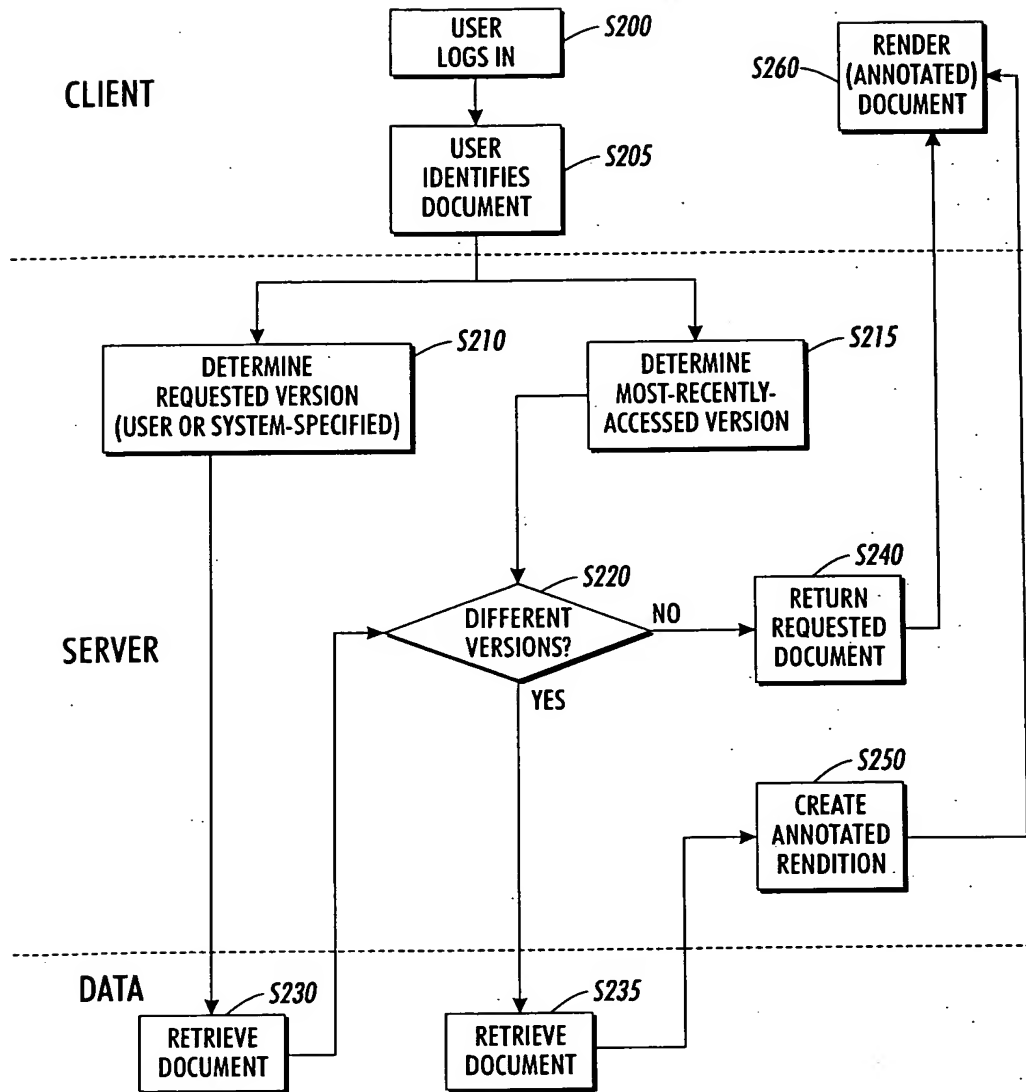 USER
LOGS IN
S200
RENDER
(ANNOTATED)
DOCUMENT
S260
CLIENT
USER
IDENTIFIES
DOCUMENT
S205
DETERMINE
REQUESTED VERSION
(USER OR SYSTEM-SPECIFIED)
S210
DETERMINE
MOST-RECENTLY-
ACCESSED VERSION
S215
SERVER
DIFFERENT
VERSIONS?
S220
NO
YES
RETURN
REQUESTED
DOCUMENT
S240
CREATE
ANNOTATED
RENDITION
S250
DATA
RETRIEVE
DOCUMENT
S230
RETRIEVE
DOCUMENT
S235